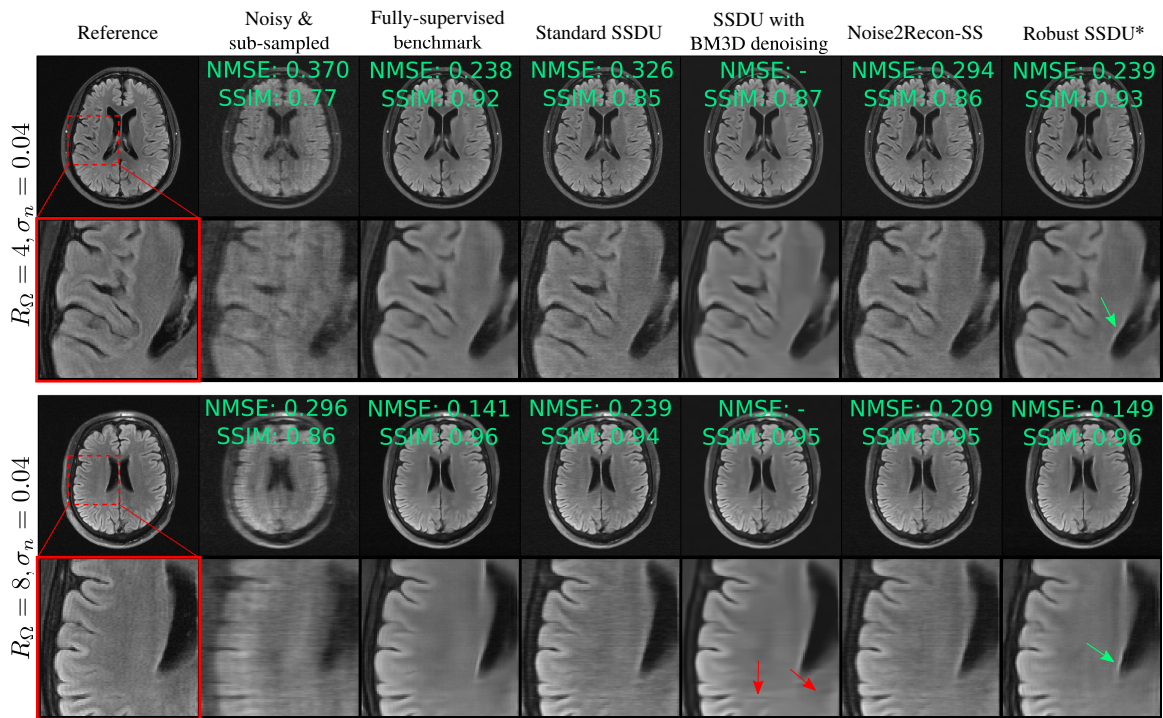 Reference
Noisy &
sub-sampled
Fully-supervised
benchmark
Standard SSDU
SSDU with
BM3D denoising
Noise2Recon-SS
Robust SSDU*
R_Ω = 4, σ_n = 0.04
NMSE: 0.370
SSIM: 0.77
NMSE: 0.238
SSIM: 0.92
NMSE: 0.326
SSIM: 0.85
NMSE: -
SSIM: 0.87
NMSE: 0.294
SSIM: 0.86
NMSE: 0.239
SSIM: 0.93
R_Ω = 8, σ_n = 0.04
NMSE: 0.296
SSIM: 0.86
NMSE: 0.141
SSIM: 0.96
NMSE: 0.239
SSIM: 0.94
NMSE: -
SSIM: 0.95
NMSE: 0.209
SSIM: 0.95
NMSE: 0.149
SSIM: 0.96